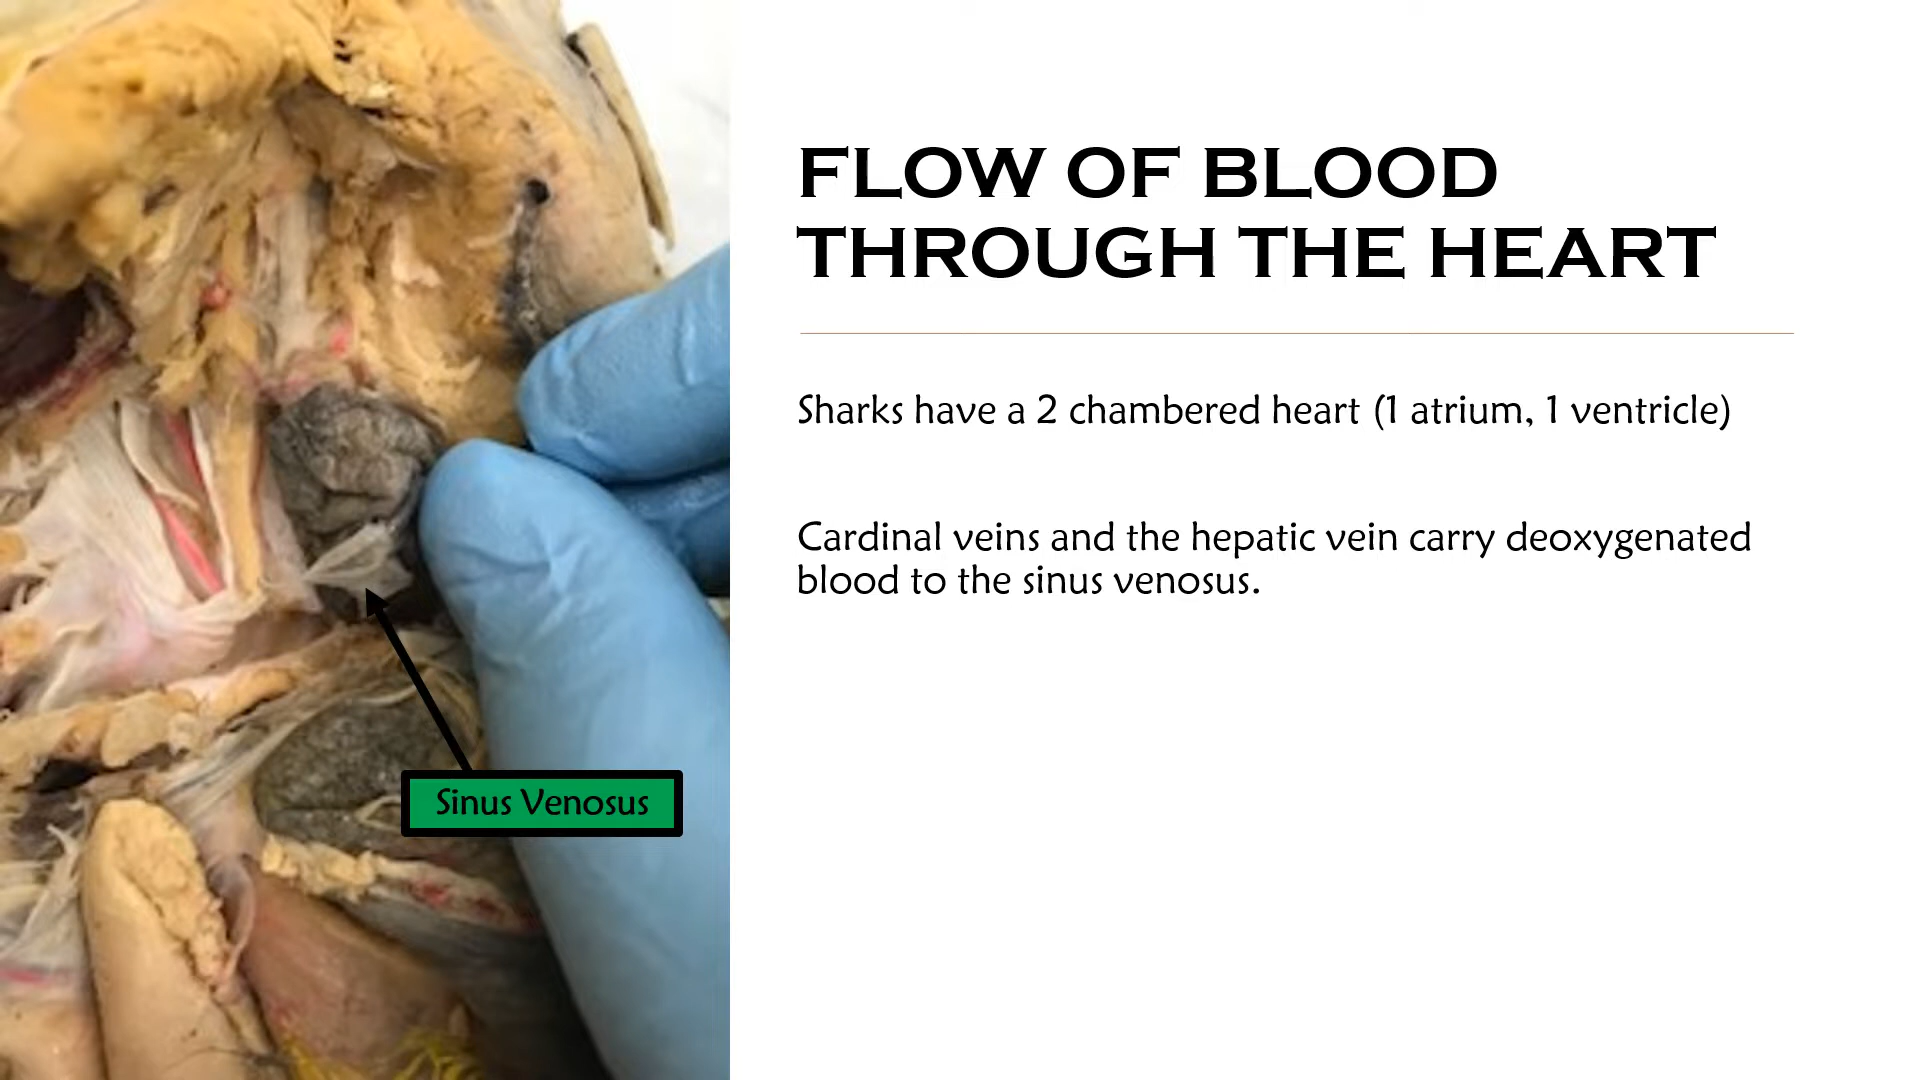 FLOW OF BLOOD
THROUGH THE HEART
Sharks have a 2 chambered heart (1 atrium, 1 ventricle)
Cardinal veins and the hepatic vein carry deoxygenated
blood to the sinus venosus.
Sinus Venosus